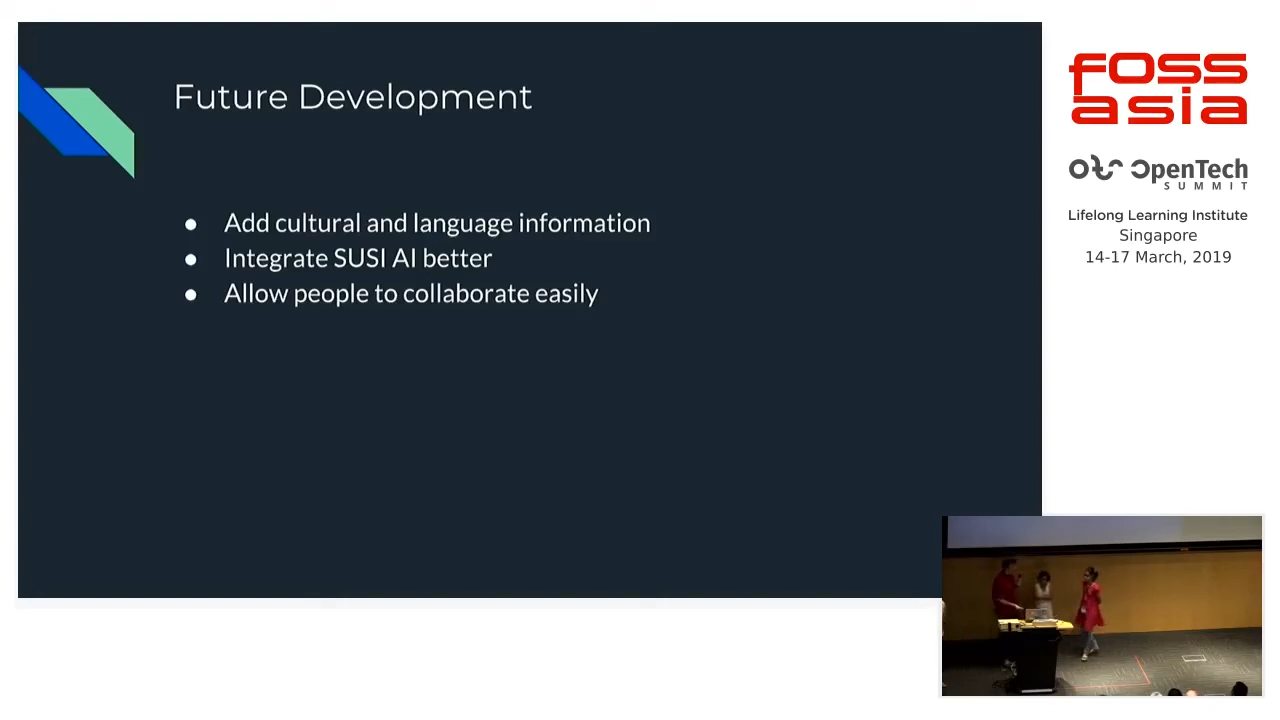 Future Development
Add cultural and language information
Integrate SUSI AI better
Allow people to collaborate easily
fOSS
asia
OpenTech
SUMMIT
Lifelong Learning Institute
Singapore
14-17 March, 2019